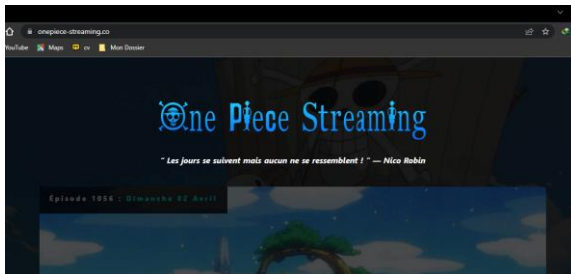 onepiece-streaming.co
YouTube Maps cv Mon Dossier
One Piece Streaming
" Les jours se suivent mais aucun ne se ressemblent ! " — Nico Robin
Épisode 1056 : Dimanche 02 Avril